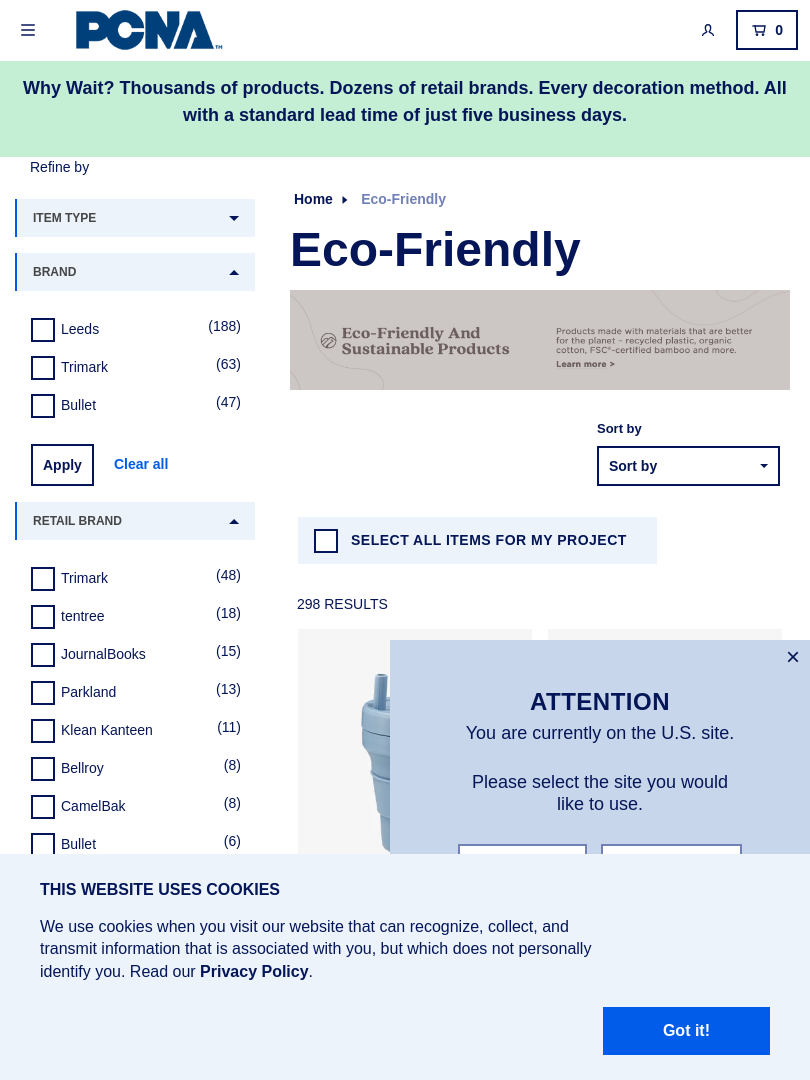 PCNA™
0
Why Wait? Thousands of products. Dozens of retail brands. Every decoration method. All
with a standard lead time of just five business days.
Refine by
ITEM TYPE
BRAND
Leeds (188)
Trimark (63)
Bullet (47)
Apply Clear all
RETAIL BRAND
Trimark (48)
tentree (18)
JournalBooks (15)
Parkland (13)
Klean Kanteen (11)
Bellroy (8)
CamelBak (8)
Bullet (6)
Home Eco-Friendly
Eco-Friendly
Eco-Friendly And
Sustainable Products
Products made with materials that are better
for the planet – recycled plastic, organic
cotton, FSC®-certified bamboo and more.
Learn more >
Sort by
Sort by
SELECT ALL ITEMS FOR MY PROJECT
298 RESULTS
ATTENTION
You are currently on the U.S. site.
Please select the site you would
like to use.
THIS WEBSITE USES COOKIES
We use cookies when you visit our website that can recognize, collect, and
transmit information that is associated with you, but which does not personally
identify you. Read our Privacy Policy.
Got it!